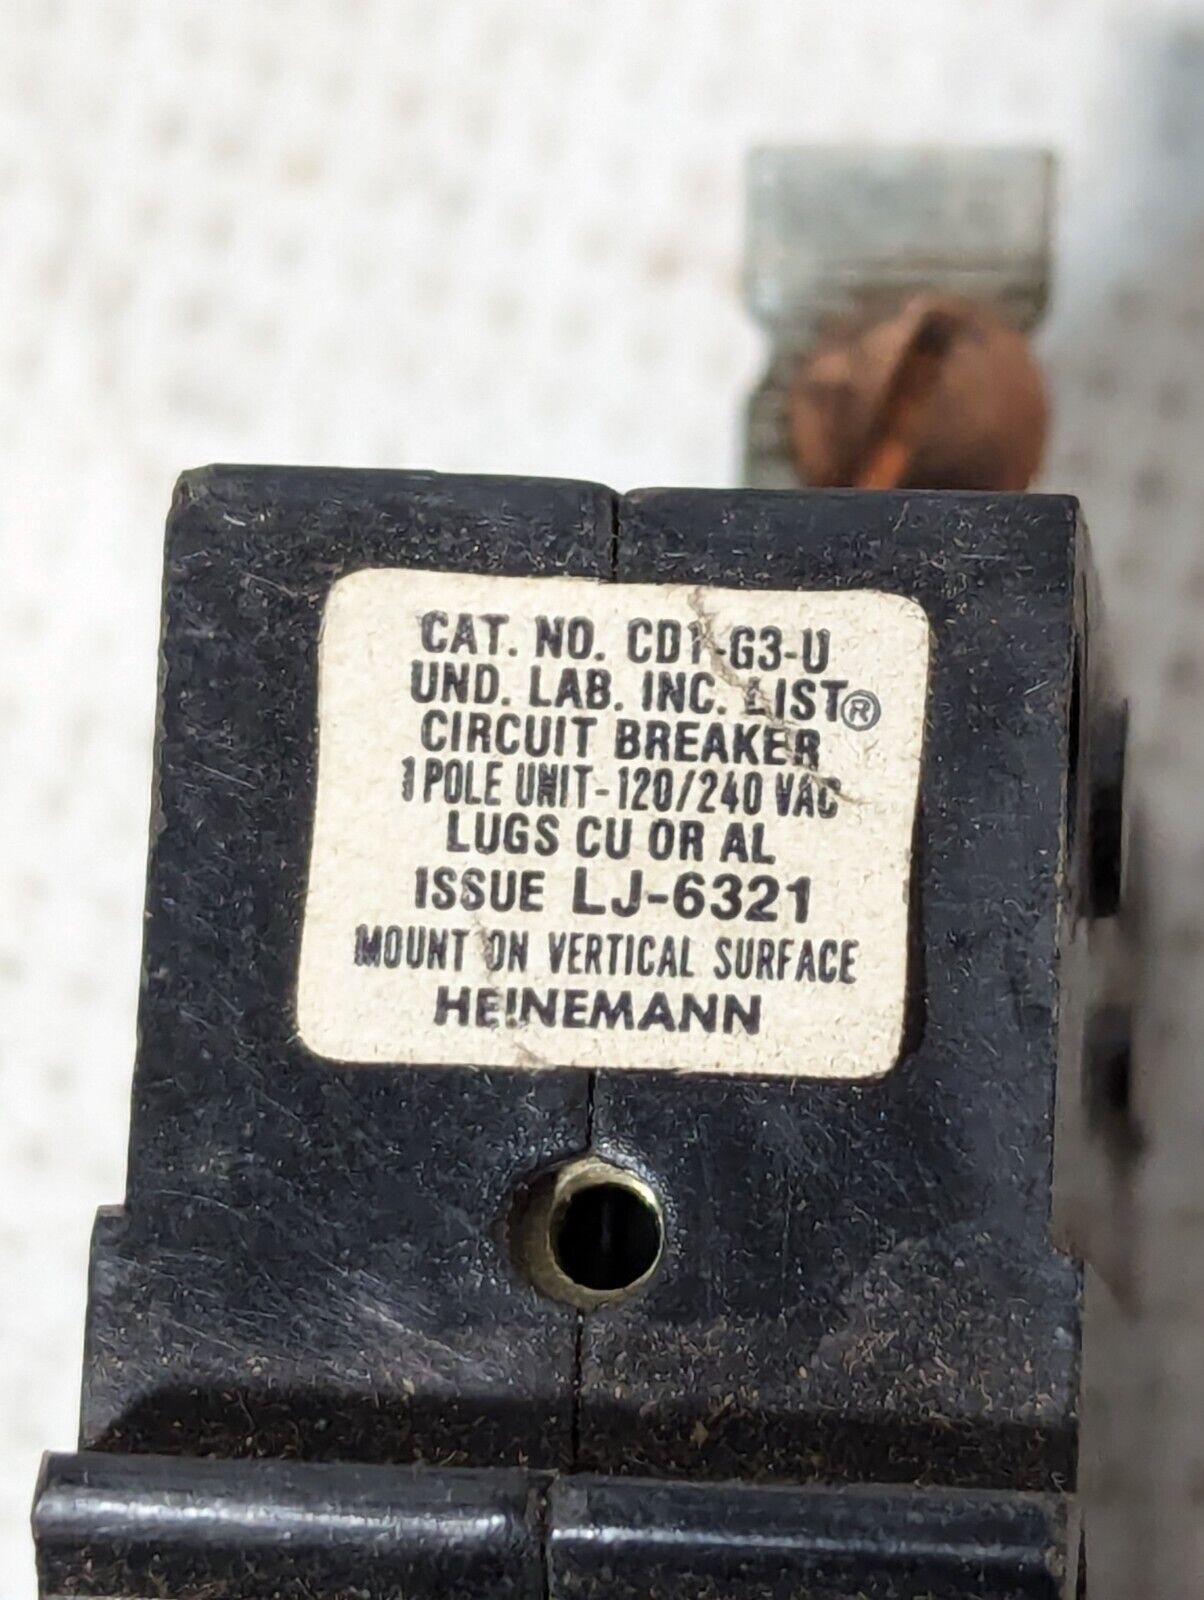 CAT. NO. CD1-G3-U
UND. LAB. INC. LIST®
CIRCUIT BREAKER
1 POLE UNIT-120/240 VAC
LUGS CU OR AL
ISSUE LJ-6321
MOUNT ON VERTICAL SURFACE
HEINEMANN